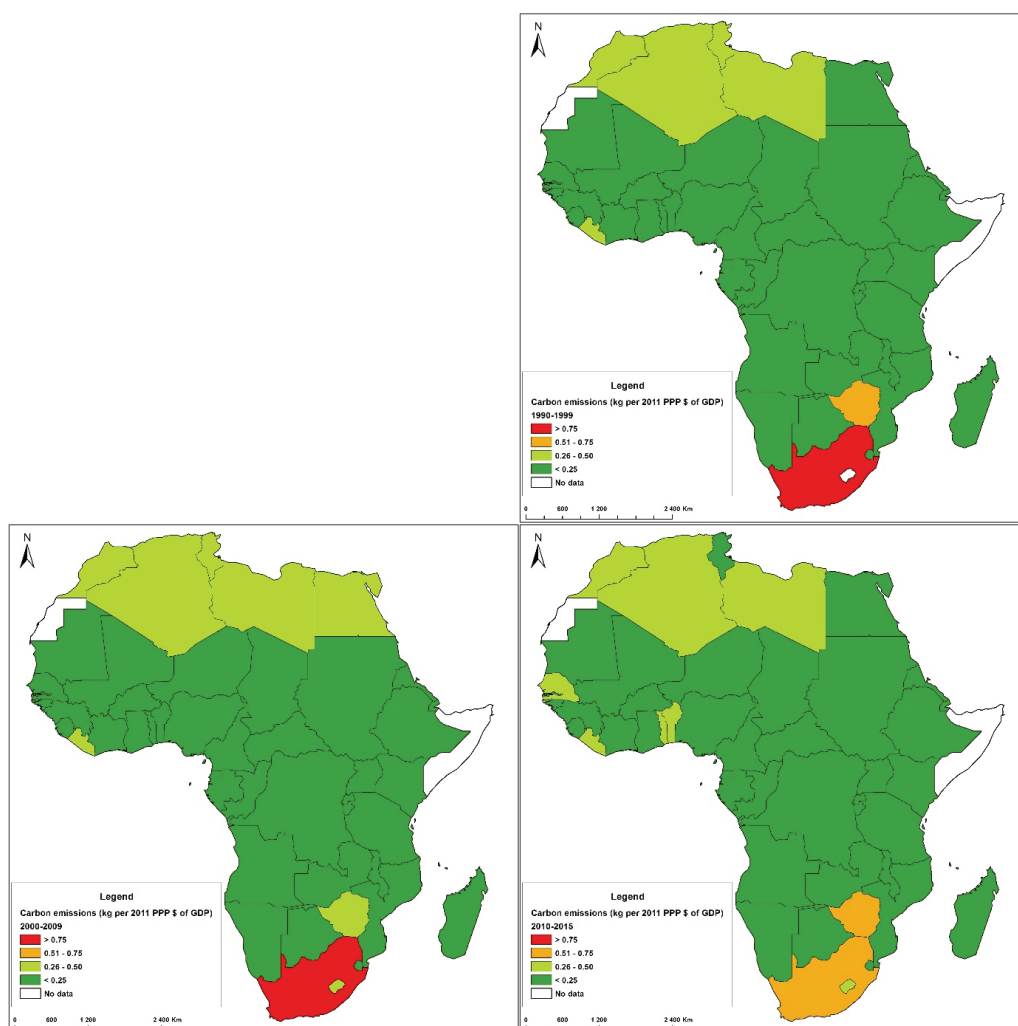 N
Legend
Carbon emissions (kg per 2011 PPP $ of GDP)
1990-1999
> 0.75
0.51 - 0.75
0.26 - 0.50
< 0.25
No data
0 600 1 200 2 400 Km
N
Legend
Carbon emissions (kg per 2011 PPP $ of GDP)
2000-2009
> 0.75
0.51 - 0.75
0.26 - 0.50
< 0.25
No data
0 600 1 200 2 400 Km
N
Legend
Carbon emissions (kg per 2011 PPP $ of GDP)
2010-2015
> 0.75
0.51 - 0.75
0.26 - 0.50
< 0.25
No data
0 600 1 200 2 400 Km